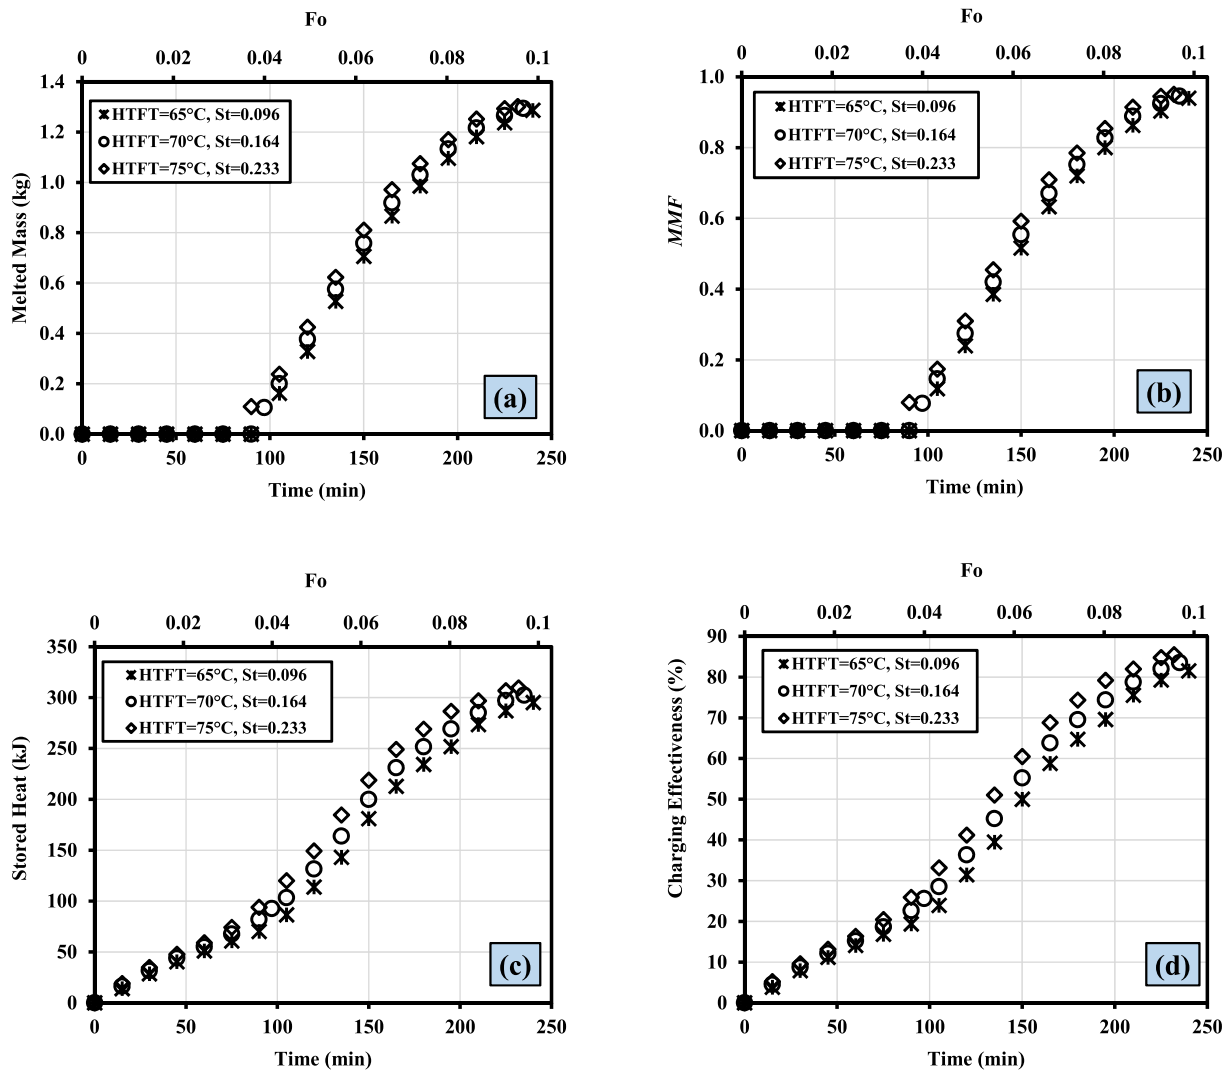 Fo
0 0.02 0.04 0.06 0.08 0.1
1.4
1.2
1.0
0.8
0.6
0.4
0.2
0.0
Melted Mass (kg)
HTFT=65°C, St=0.096
HTFT=70°C, St=0.164
HTFT=75°C, St=0.233
(a)
0 50 100 150 200 250
Time (min)
Fo
0 0.02 0.04 0.06 0.08 0.1
1.0
0.8
0.6
0.4
0.2
0.0
MMF
HTFT=65°C, St=0.096
HTFT=70°C, St=0.164
HTFT=75°C, St=0.233
(b)
0 50 100 150 200 250
Time (min)
Fo
0 0.02 0.04 0.06 0.08 0.1
350
300
250
200
150
100
50
0
Stored Heat (kJ)
HTFT=65°C, St=0.096
HTFT=70°C, St=0.164
HTFT=75°C, St=0.233
(c)
0 50 100 150 200 250
Time (min)
Fo
0 0.02 0.04 0.06 0.08 0.1
90
80
70
60
50
40
30
20
10
0
Charging Effectiveness (%)
HTFT=65°C, St=0.096
HTFT=70°C, St=0.164
HTFT=75°C, St=0.233
(d)
0 50 100 150 200 250
Time (min)